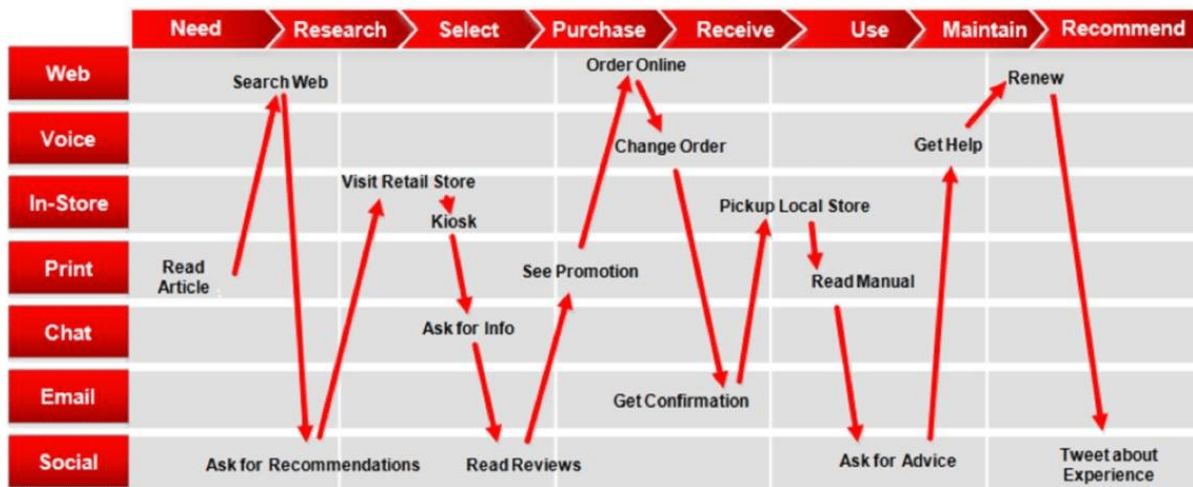 Need Research Select Purchase Receive Use Maintain Recommend
Web
Search Web
Order Online
Renew
Voice
Change Order
Get Help
In-Store
Visit Retail Store
Kiosk
Pickup Local Store
Print
Read
Article
See Promotion
Read Manual
Chat
Ask for Info
Email
Get Confirmation
Social
Ask for Recommendations
Read Reviews
Ask for Advice
Tweet about
Experience